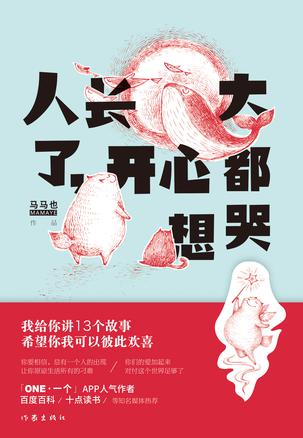 人长大
了,开心都
想哭
马马也
MAMAYE
作品
我给你讲13个故事
希望你我可以彼此欢喜
你要相信,总有一个人的出现
让你原谅生活所有的刁难
你们的爱加起来
对付这个世界足够了
「ONE·一个」APP人气作者
百度百科/十点读书/等知名媒体推荐
作家出版社